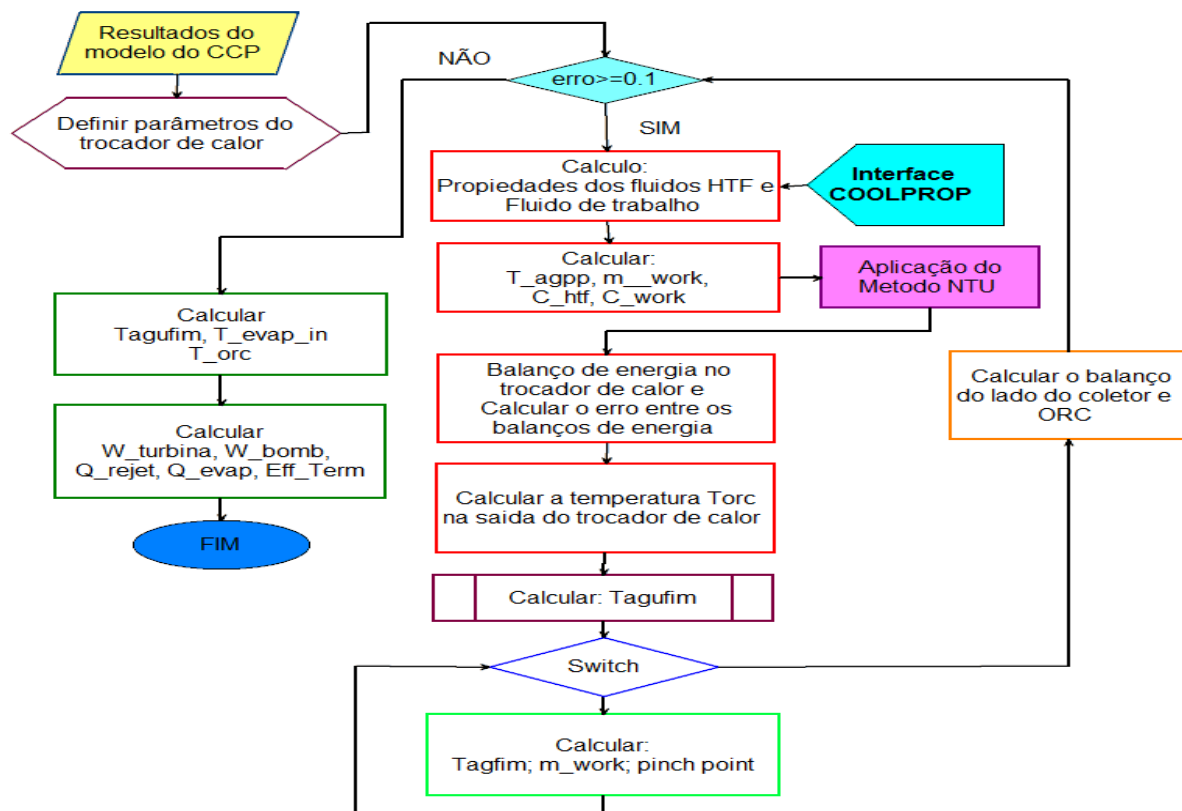 Resultados do
modelo do CCP
Definir parâmetros do
trocador de calor
NÃO
erro>=0.1
SIM
Calculo:
Propiedades dos fluidos HTF e
Fluido de trabalho
Interface
COOLPROP
Calcular:
T_agpp, m__work,
C_htf, C_work
Aplicação do
Metodo NTU
Calcular
Tagufim, T_evap_in
T_orc
Balanço de energia no
trocador de calor e
Calcular o erro entre os
balanços de energia
Calcular o balanço
do lado do coletor e
ORC
Calcular
W_turbina, W_bomb,
Q_rejet, Q_evap, Eff_Term
Calcular a temperatura Torc
na saida do trocador de calor
FIM
Calcular: Tagufim
Switch
Calcular:
Tagfim; m_work; pinch point